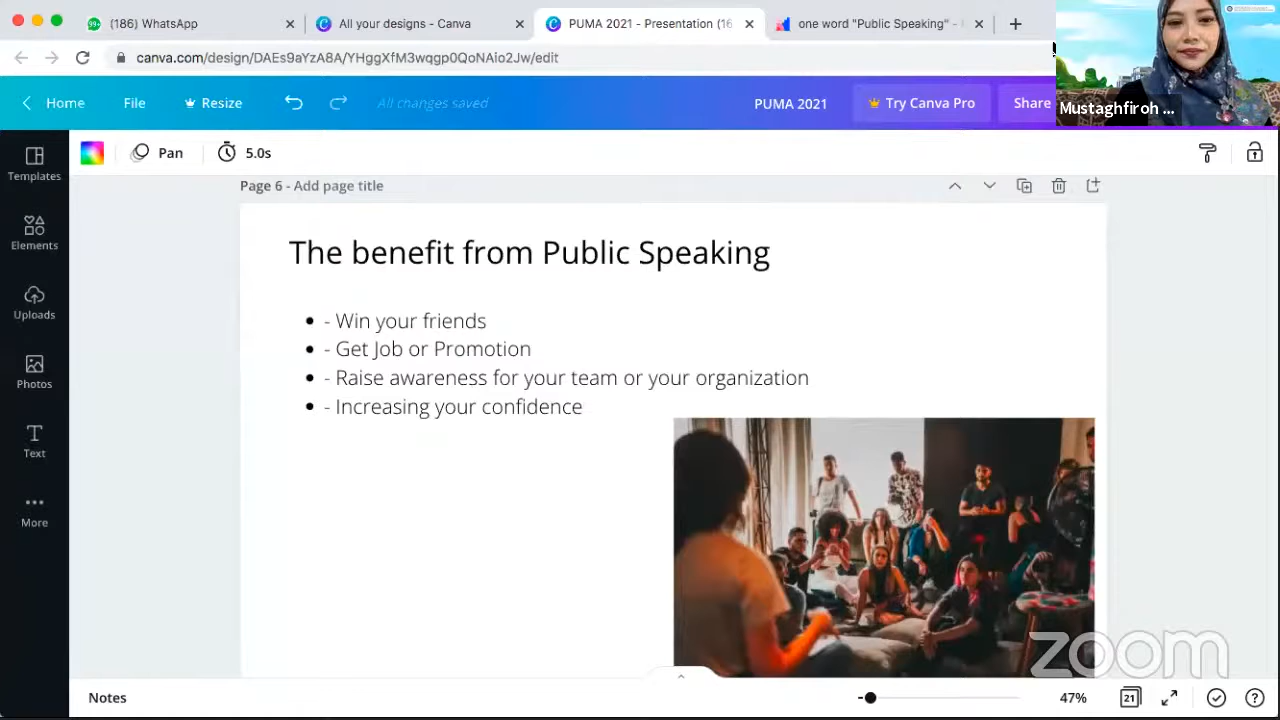 (186) WhatsApp
All your designs - Canva
PUMA 2021 - Presentation (16
one word "Public Speaking" -
canva.com/design/DAEs9aYzA8A/YHggXfM3wqgp0QoNAio2Jw/edit
Mustaghfiroh ...
Home
File
Resize
All changes saved
PUMA 2021
Try Canva Pro
Share
Pan
5.0s
Templates
Elements
Uploads
Photos
Text
More
Page 6 - Add page title
The benefit from Public Speaking
- Win your friends
- Get Job or Promotion
- Raise awareness for your team or your organization
- Increasing your confidence
zoom
Notes
47%
21